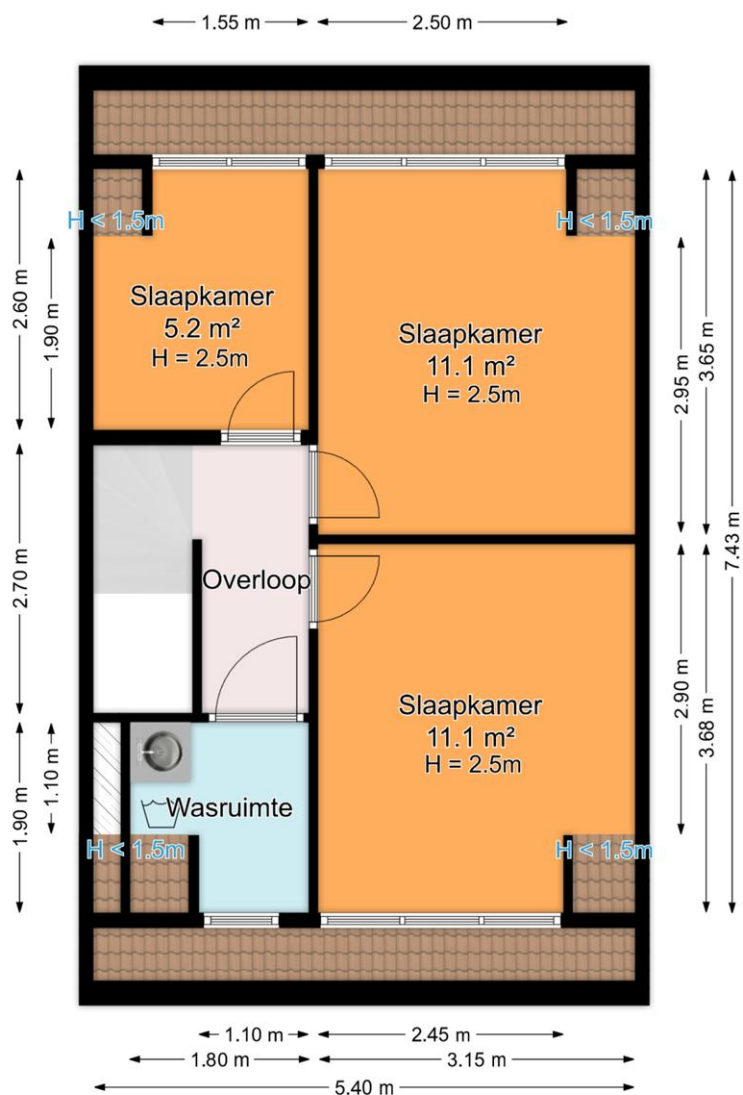 1.55 m
2.50 m
H < 1.5m
H < 1.5m
2.60 m
1.90 m
Slaapkamer
5.2 m²
H = 2.5m
Slaapkamer
11.1 m²
H = 2.5m
2.95 m
3.65 m
7.43 m
2.70 m
Overloop
Slaapkamer
11.1 m²
H = 2.5m
2.90 m
3.68 m
1.90 m
1.10 m
Wasruimte
H < 1.5m
H < 1.5m
1.10 m
2.45 m
1.80 m
3.15 m
5.40 m